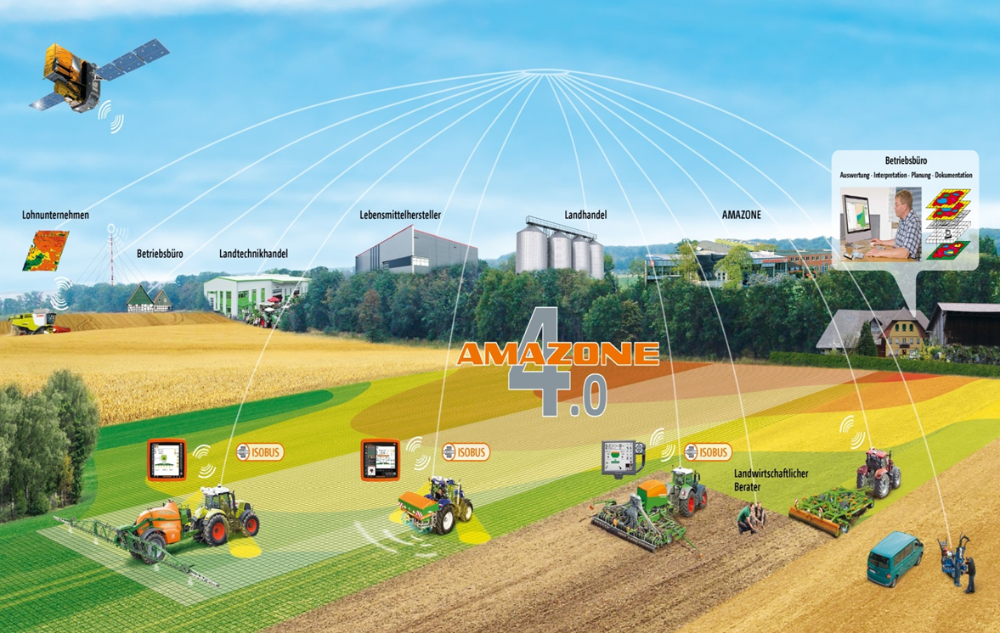 Betriebsbüro
Auswertung · Interpretation · Planung · Dokumentation
Lohnunternehmen
Lebensmittelhersteller
Landhandel
AMAZONE
Betriebsbüro
Landtechnikhandel
AMAZONE
4.0
ISOBUS
ISOBUS
ISOBUS
Landwirtschaftlicher
Berater